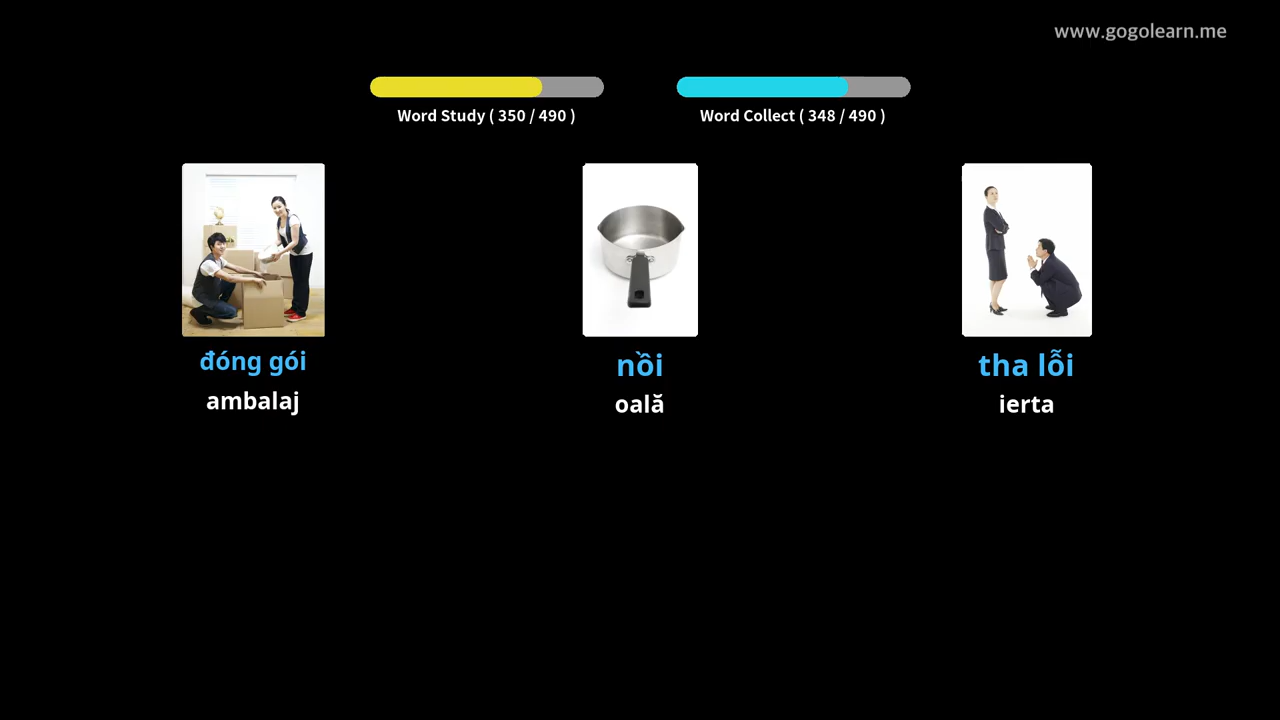 www.gogolearn.me
Word Study ( 350 / 490 )
Word Collect ( 348 / 490 )
đóng gói
ambalaj
nồi
oală
tha lỗi
ierta